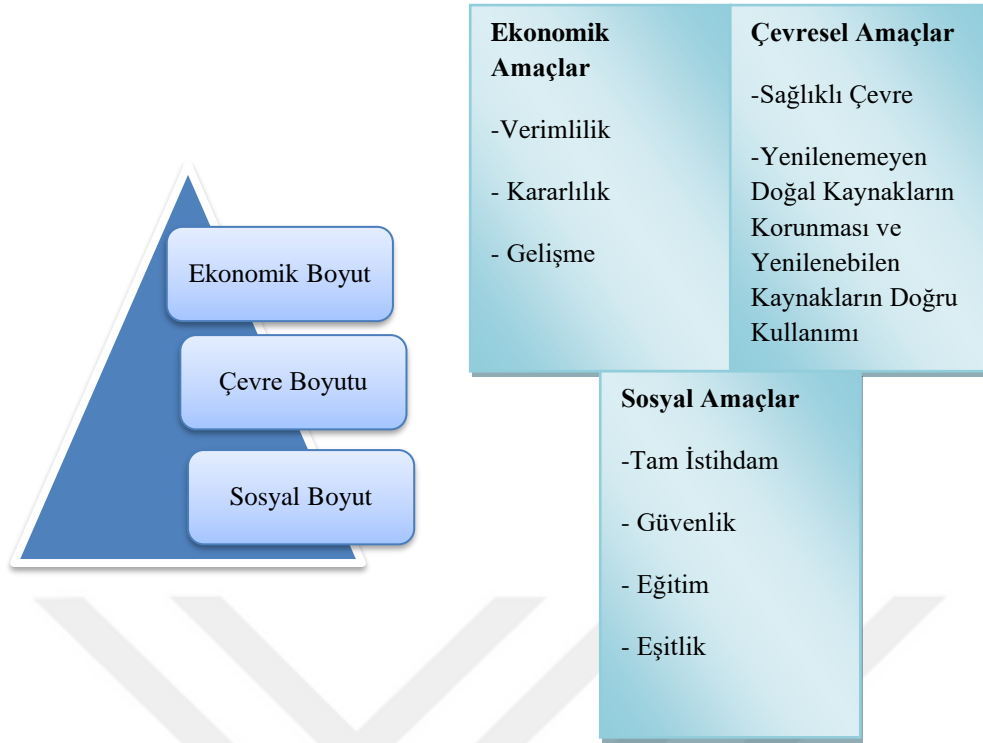 Ekonomik Boyut
Çevre Boyutu
Sosyal Boyut
Ekonomik
Amaçlar
-Verimlilik
- Kararlılık
- Gelişme
Çevresel Amaçlar
-Sağlıklı Çevre
-Yenilenemeyen
Doğal Kaynakların
Korunması ve
Yenilenebilen
Kaynakların Doğru
Kullanımı
Sosyal Amaçlar
-Tam İstihdam
- Güvenlik
- Eğitim
- Eşitlik